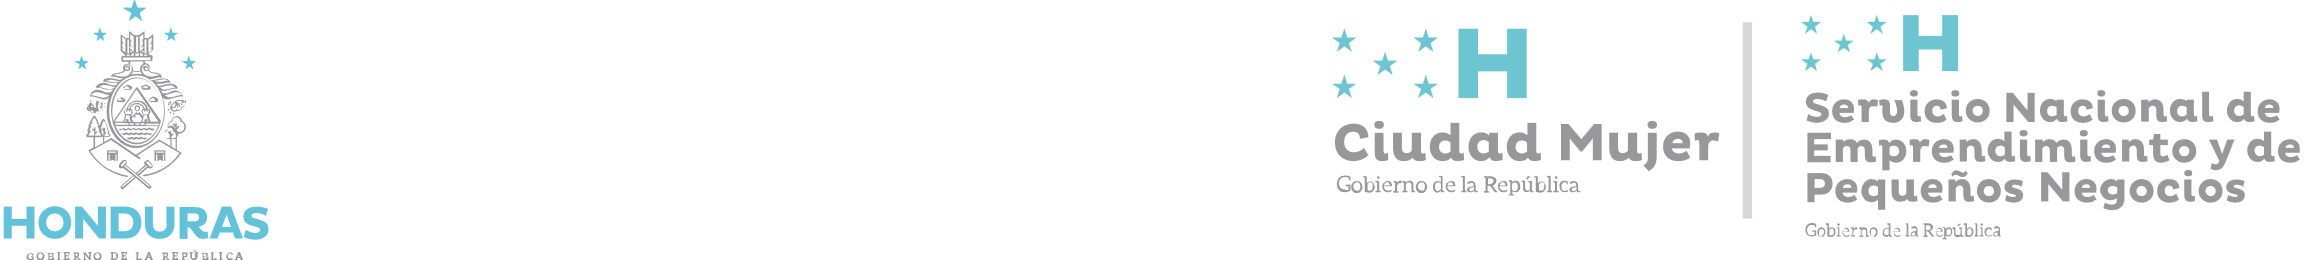 HONDURAS
GOBIERNO DE LA REPÚBLICA
H
Ciudad Mujer
Gobierno de la República
H
Servicio Nacional de
Emprendimiento y de
Pequeños Negocios
Gobierno de la República